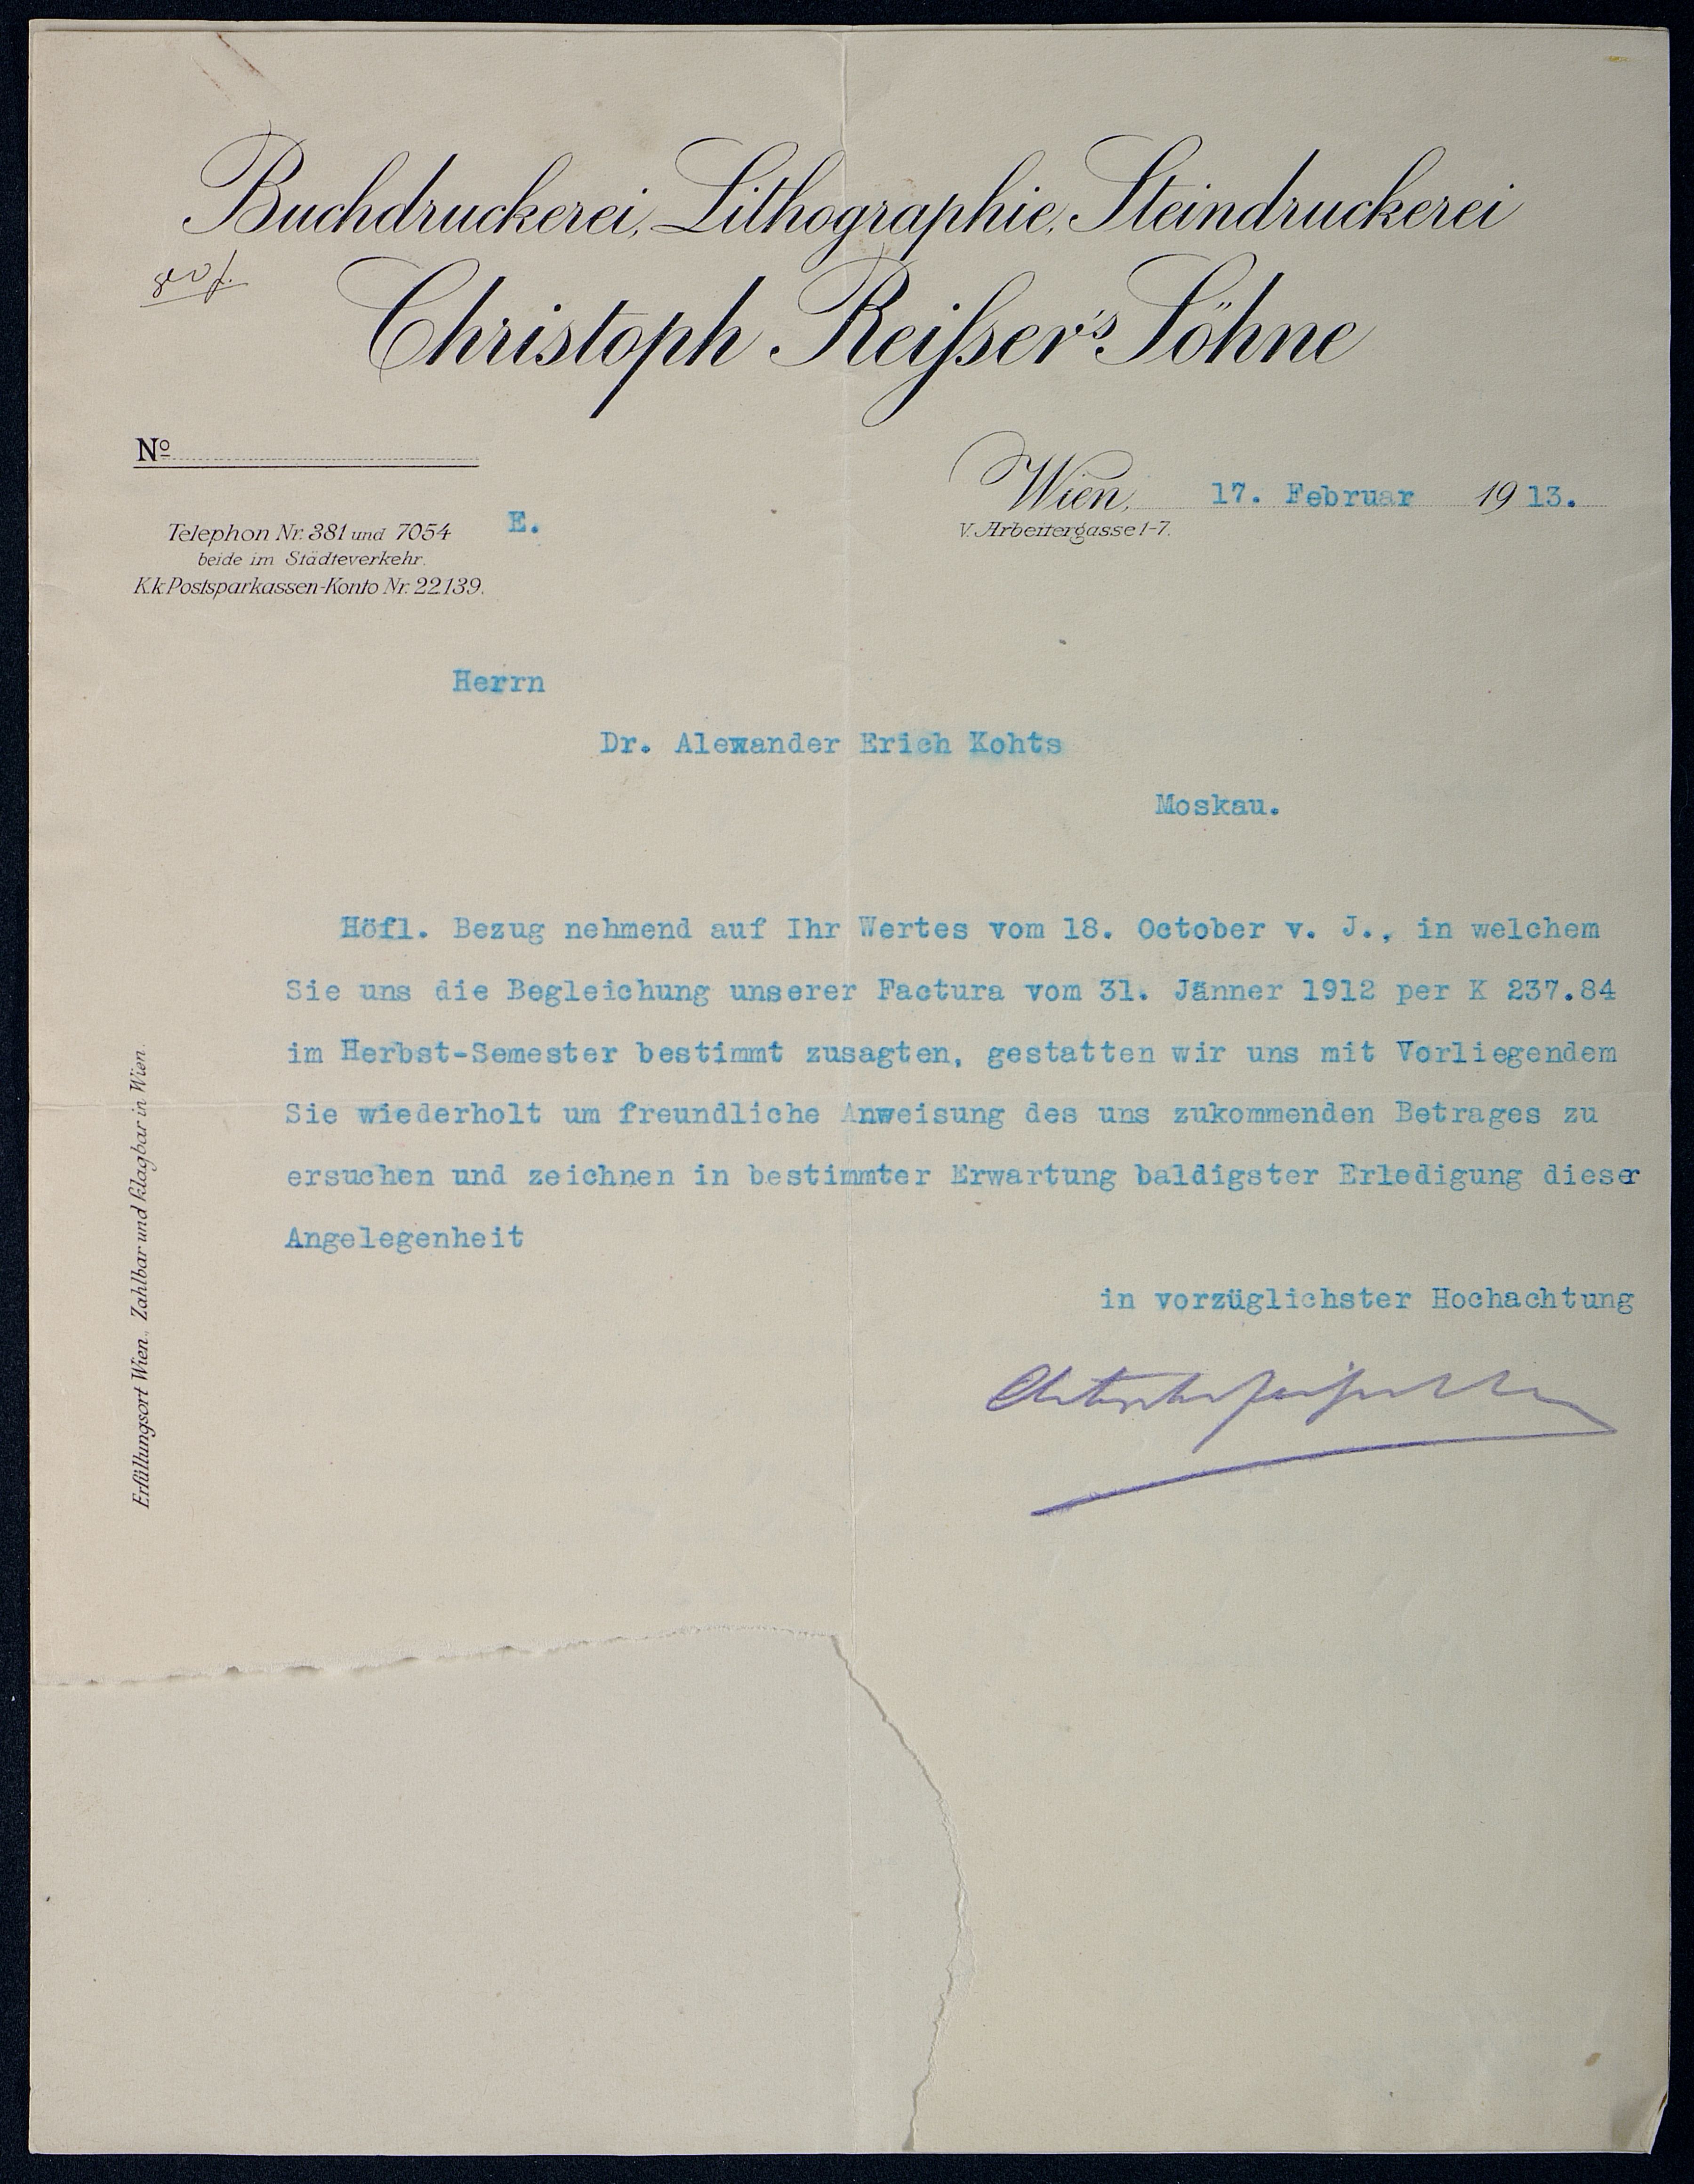 Buchdruckerei, Lithographie, Steindruckerei
Christoph Reißer's Söhne
No
Wien, 17. Februar 1913.
V. Arbeitergasse 1-7.
Telephon Nr. 381 und 7054 E.
beide im Städteverkehr.
K.k. Postsparkassen-Konto Nr. 22.139.
Herrn
Dr. Alexander Erich Kohts
Moskau.
Höfl. Bezug nehmend auf Ihr Wertes vom 18. October v. J., in welchem
Sie uns die Begleichung unserer Factura vom 31. Jänner 1912 per K 237.84
im Herbst-Semester bestimmt zusagten, gestatten wir uns mit Vorliegendem
Sie wiederholt um freundliche Anweisung des uns zukommenden Betrages zu
ersuchen und zeichnen in bestimmter Erwartung baldigster Erledigung dieser
Angelegenheit
in vorzüglichster Hochachtung
Erfüllungsort Wien. Zahlbar und klagbar in Wien.